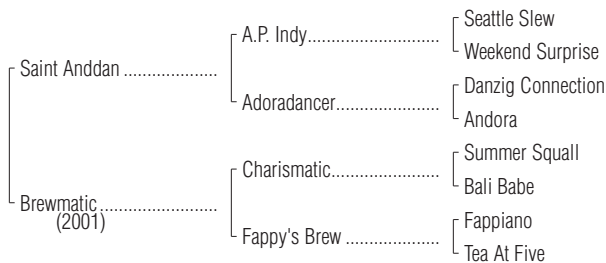 Seattle Slew
A.P. Indy
Weekend Surprise
Saint Anddan
Danzig Connection
Adoradancer
Andora
Summer Squall
Charismatic
Bali Babe
Brewmatic
(2001)
Fappiano
Fappy's Brew
Tea At Five